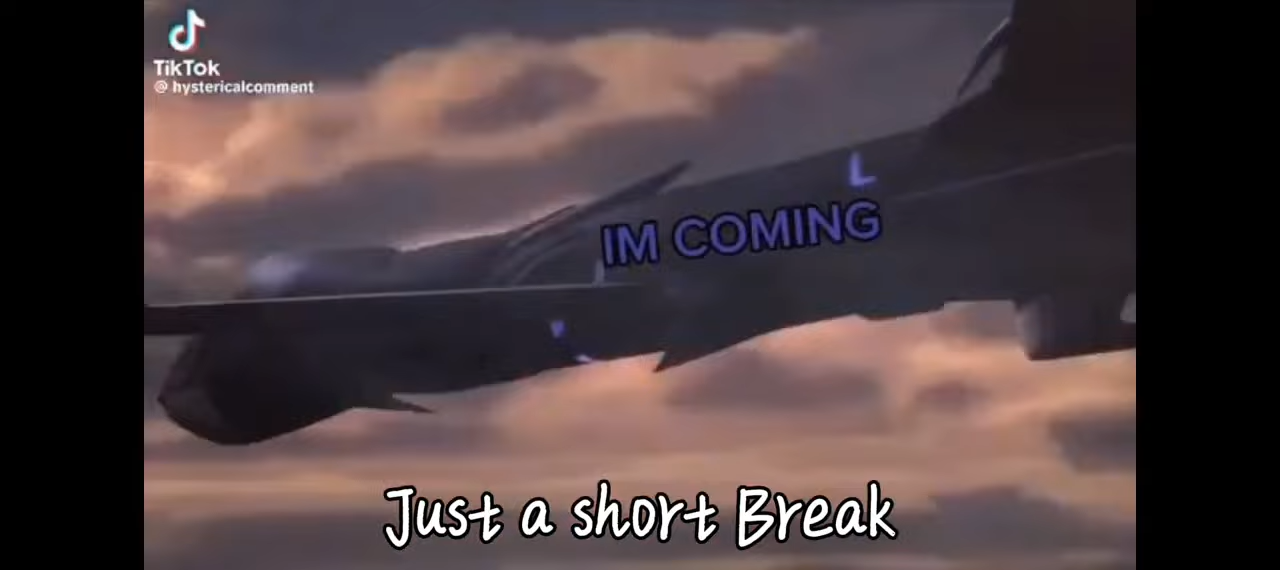 TikTok
@hystericalcomment
L
IM COMING
Just a short Break